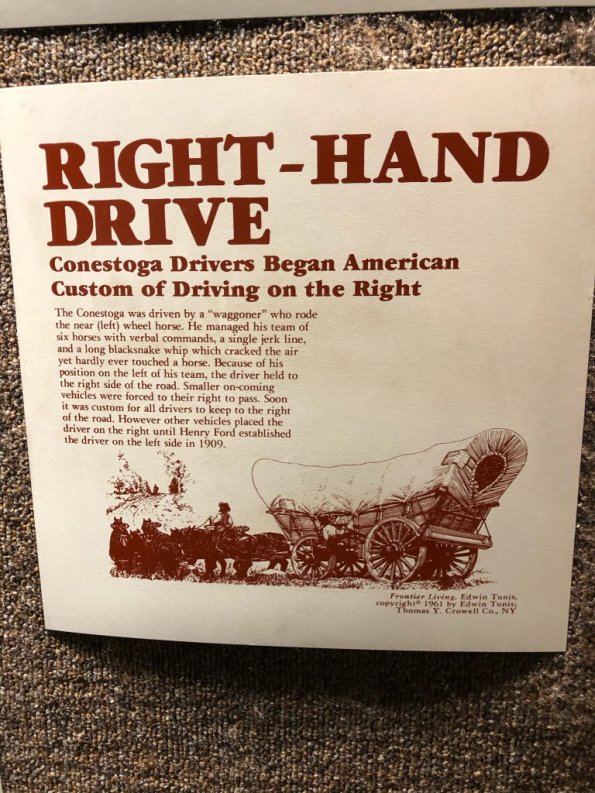 RIGHT-HAND
DRIVE
Conestoga Drivers Began American
Custom of Driving on the Right
The Conestoga was driven by a "waggoner" who rode
the near (left) wheel horse. He managed his team of
six horses with verbal commands, a single jerk line,
and a long blacksnake whip which cracked the air
yet hardly ever touched a horse. Because of his
position on the left of his team, the driver held to
the right side of the road. Smaller on-coming
vehicles were forced to their right to pass. Soon
it was custom for all drivers to keep to the right
of the road. However other vehicles placed the
driver on the right until Henry Ford established
the driver on the left side in 1909.
Frontier Living, Edwin Tunis,
copyright© 1961 by Edwin Tunis;
Thomas Y. Crowell Co., NY